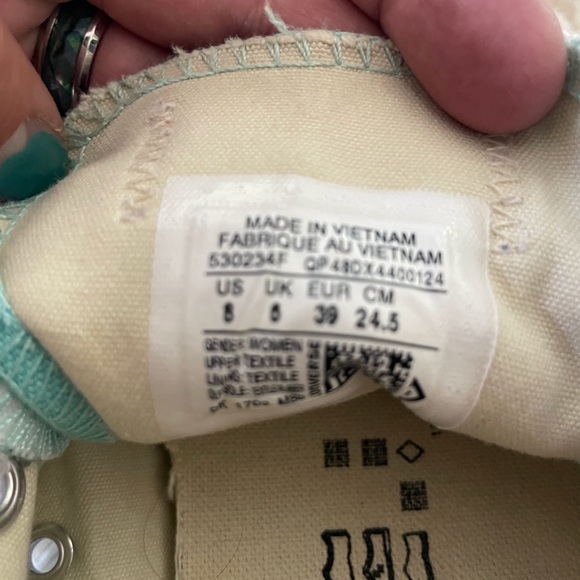 MADE IN VIETNAM
FABRIQUE AU VIETNAM
530234F QP48DX4400124
US UK EUR CM
8 6 39 24.5
GENDER: WOMEN
UPPER: TEXTILE
LINING: TEXTILE
CONVERSE